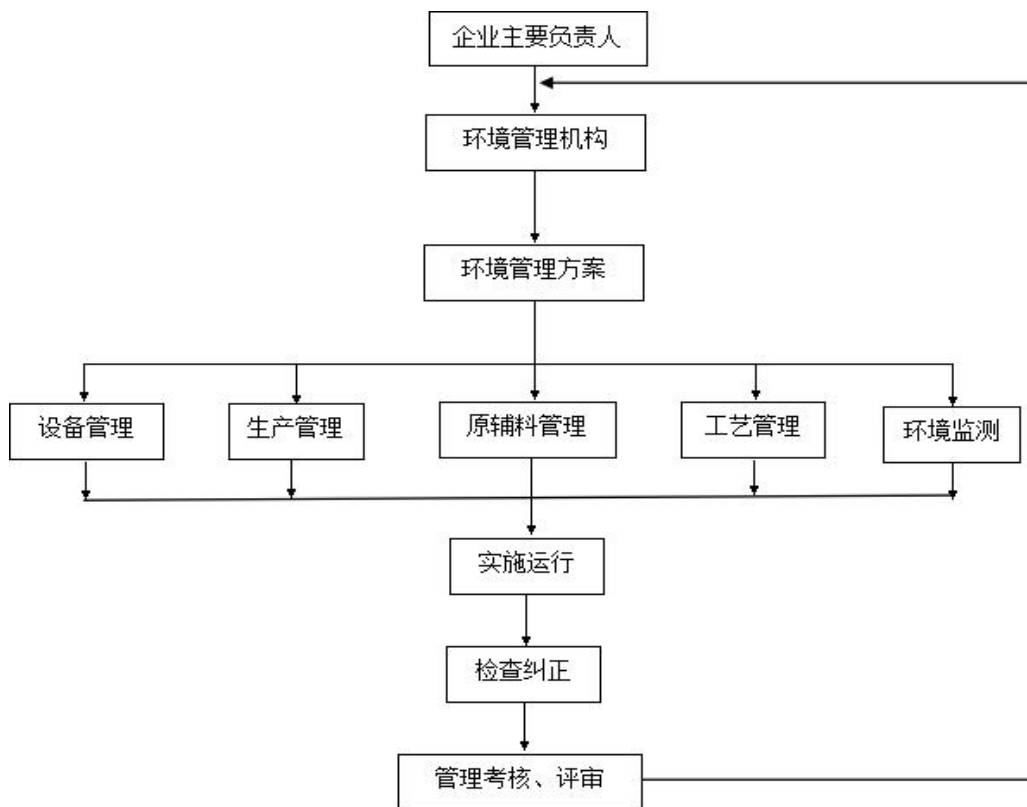 企业主要负责人
环境管理机构
环境管理方案
设备管理
生产管理
原辅料管理
工艺管理
环境监测
实施运行
检查纠正
管理考核、评审